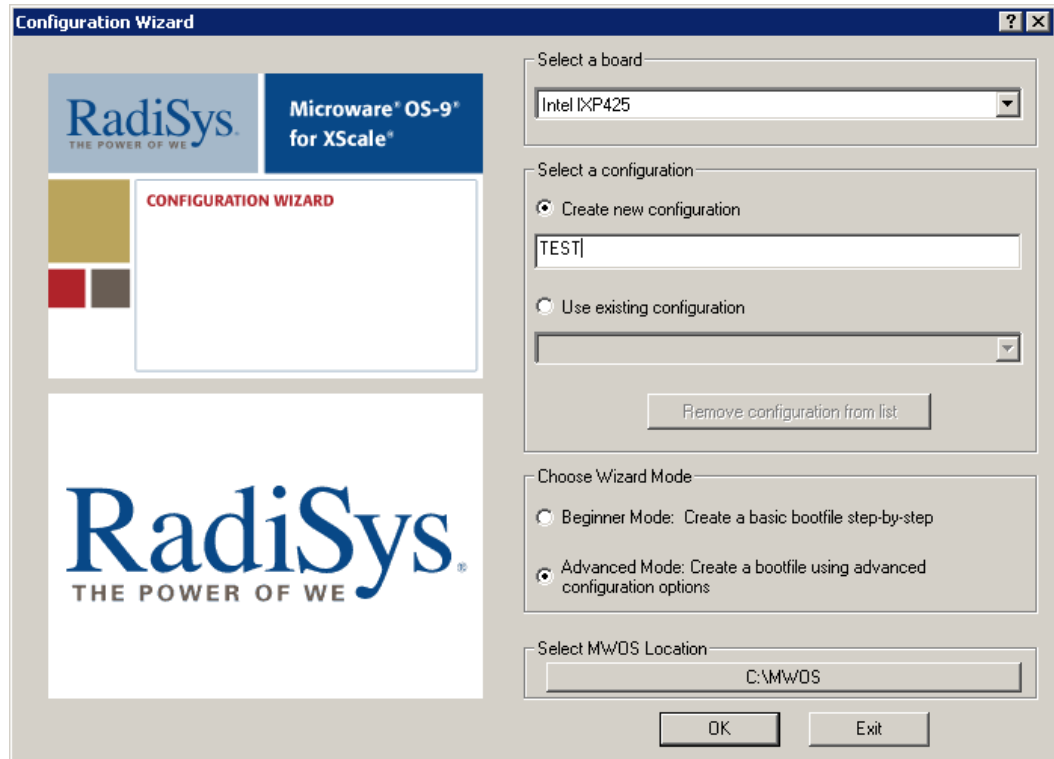 Configuration Wizard
RadiSys.
THE POWER OF WE
Microware® OS-9®
for XScale®
CONFIGURATION WIZARD
RadiSys®
THE POWER OF WE
Select a board
Intel IXP425
Select a configuration
Create new configuration
TEST
Use existing configuration
Remove configuration from list
Choose Wizard Mode
Beginner Mode: Create a basic bootfile step-by-step
Advanced Mode: Create a bootfile using advanced
configuration options
Select MWOS Location
C:\MWOS
OK
Exit